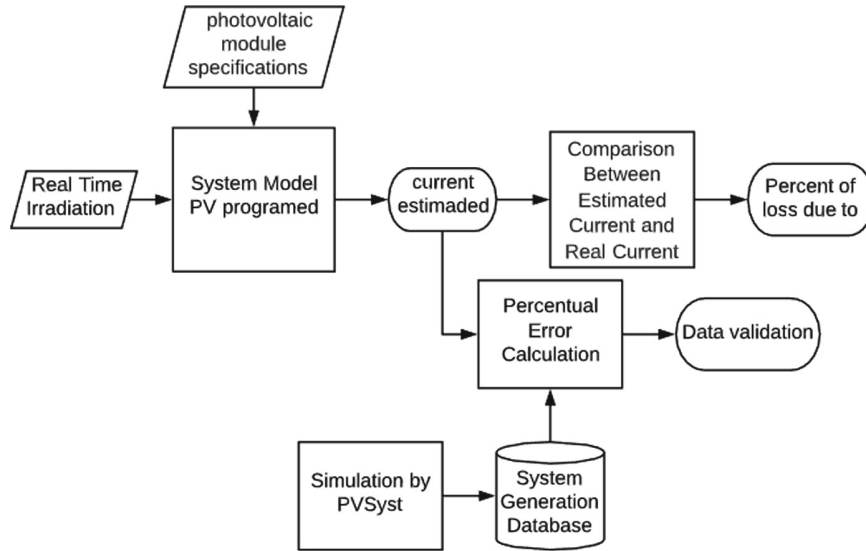 photovoltaic
module
specifications
Real Time
Irradiation
System Model
PV programed
current
estimaded
Comparison
Between
Estimated
Current and
Real Current
Percent of
loss due to
Percentual
Error
Calculation
Data validation
Simulation by
PVSyst
System
Generation
Database